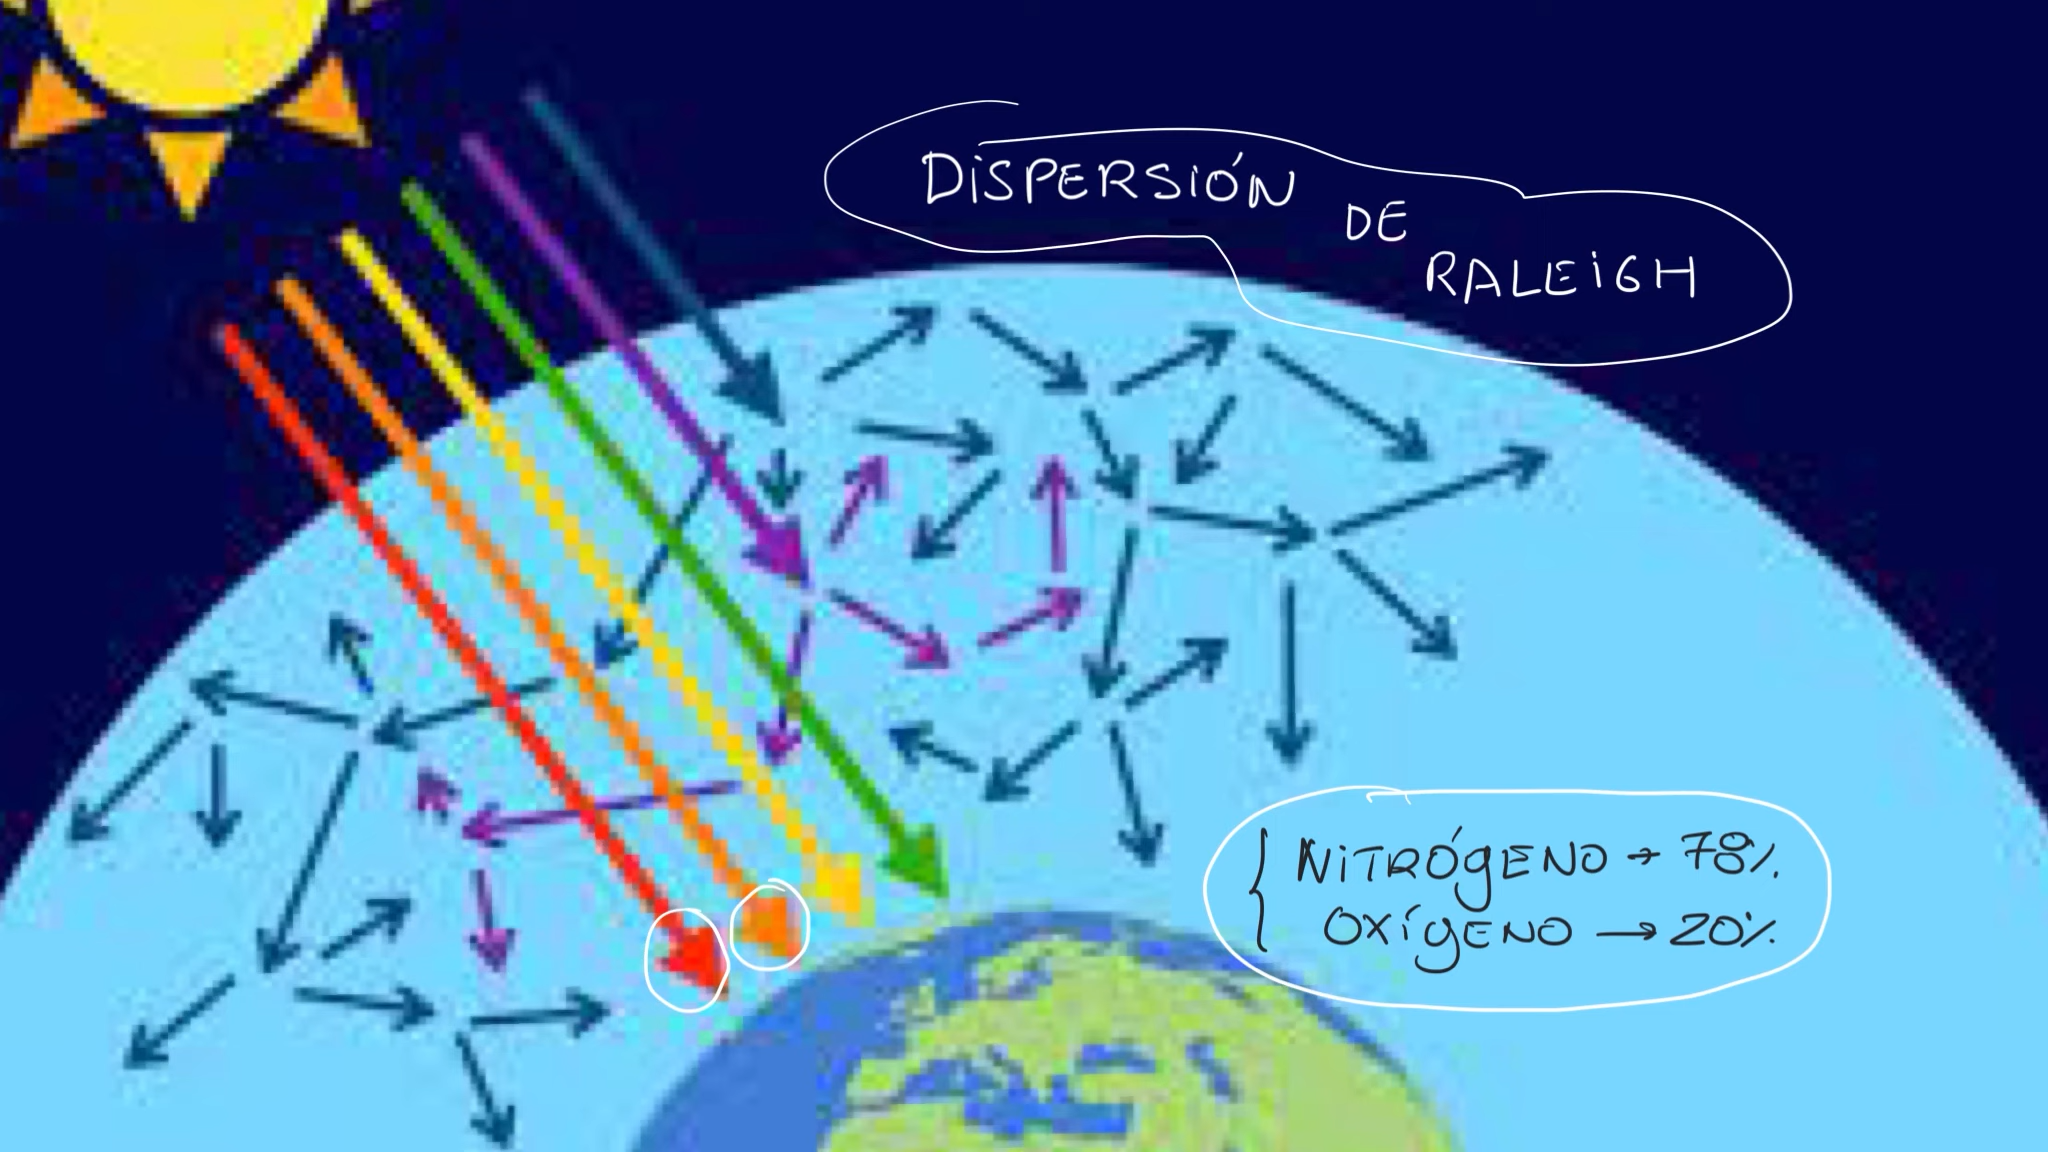 DISPERSIÓN
DE
RALEIGH
NITRÓGENO → 78%
OXÍGENO → 20%